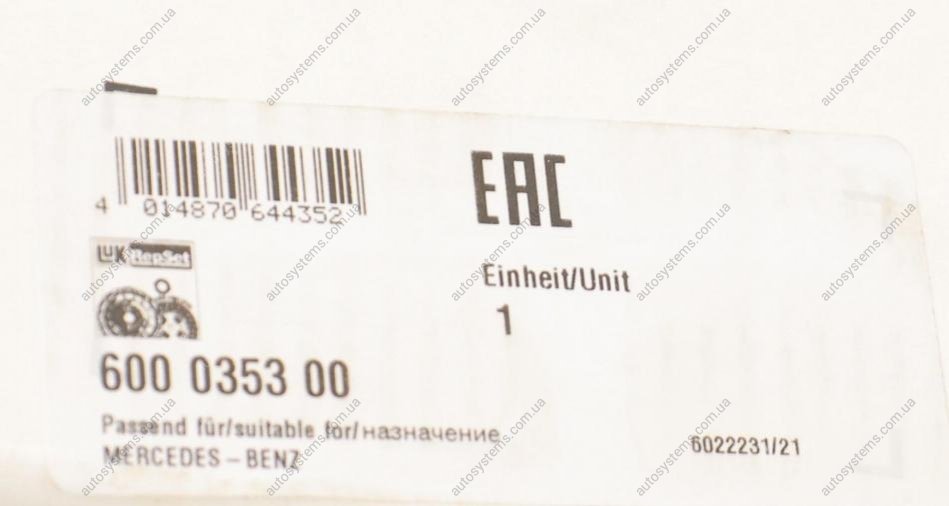 4 014870 644352
EAC
LUK RepSet
Einheit/Unit
1
600 0353 00
Passend für/suitable for/назначение
MERCEDES – BENZ
6022231/21
autosystems.com.ua